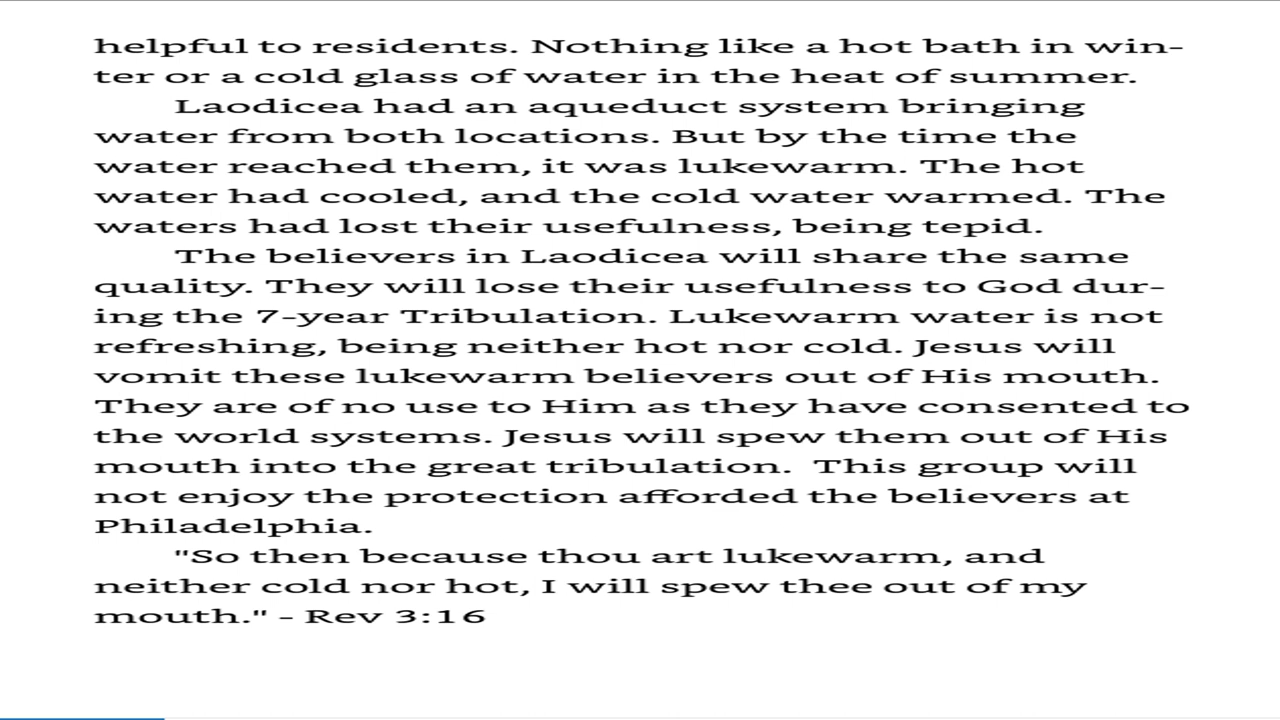 helpful to residents. Nothing like a hot bath in win-
ter or a cold glass of water in the heat of summer.
Laodicea had an aqueduct system bringing
water from both locations. But by the time the
water reached them, it was lukewarm. The hot
water had cooled, and the cold water warmed. The
waters had lost their usefulness, being tepid.
The believers in Laodicea will share the same
quality. They will lose their usefulness to God dur-
ing the 7-year Tribulation. Lukewarm water is not
refreshing, being neither hot nor cold. Jesus will
vomit these lukewarm believers out of His mouth.
They are of no use to Him as they have consented to
the world systems. Jesus will spew them out of His
mouth into the great tribulation.  This group will
not enjoy the protection afforded the believers at
Philadelphia.
"So then because thou art lukewarm, and
neither cold nor hot, I will spew thee out of my
mouth." - Rev 3:16